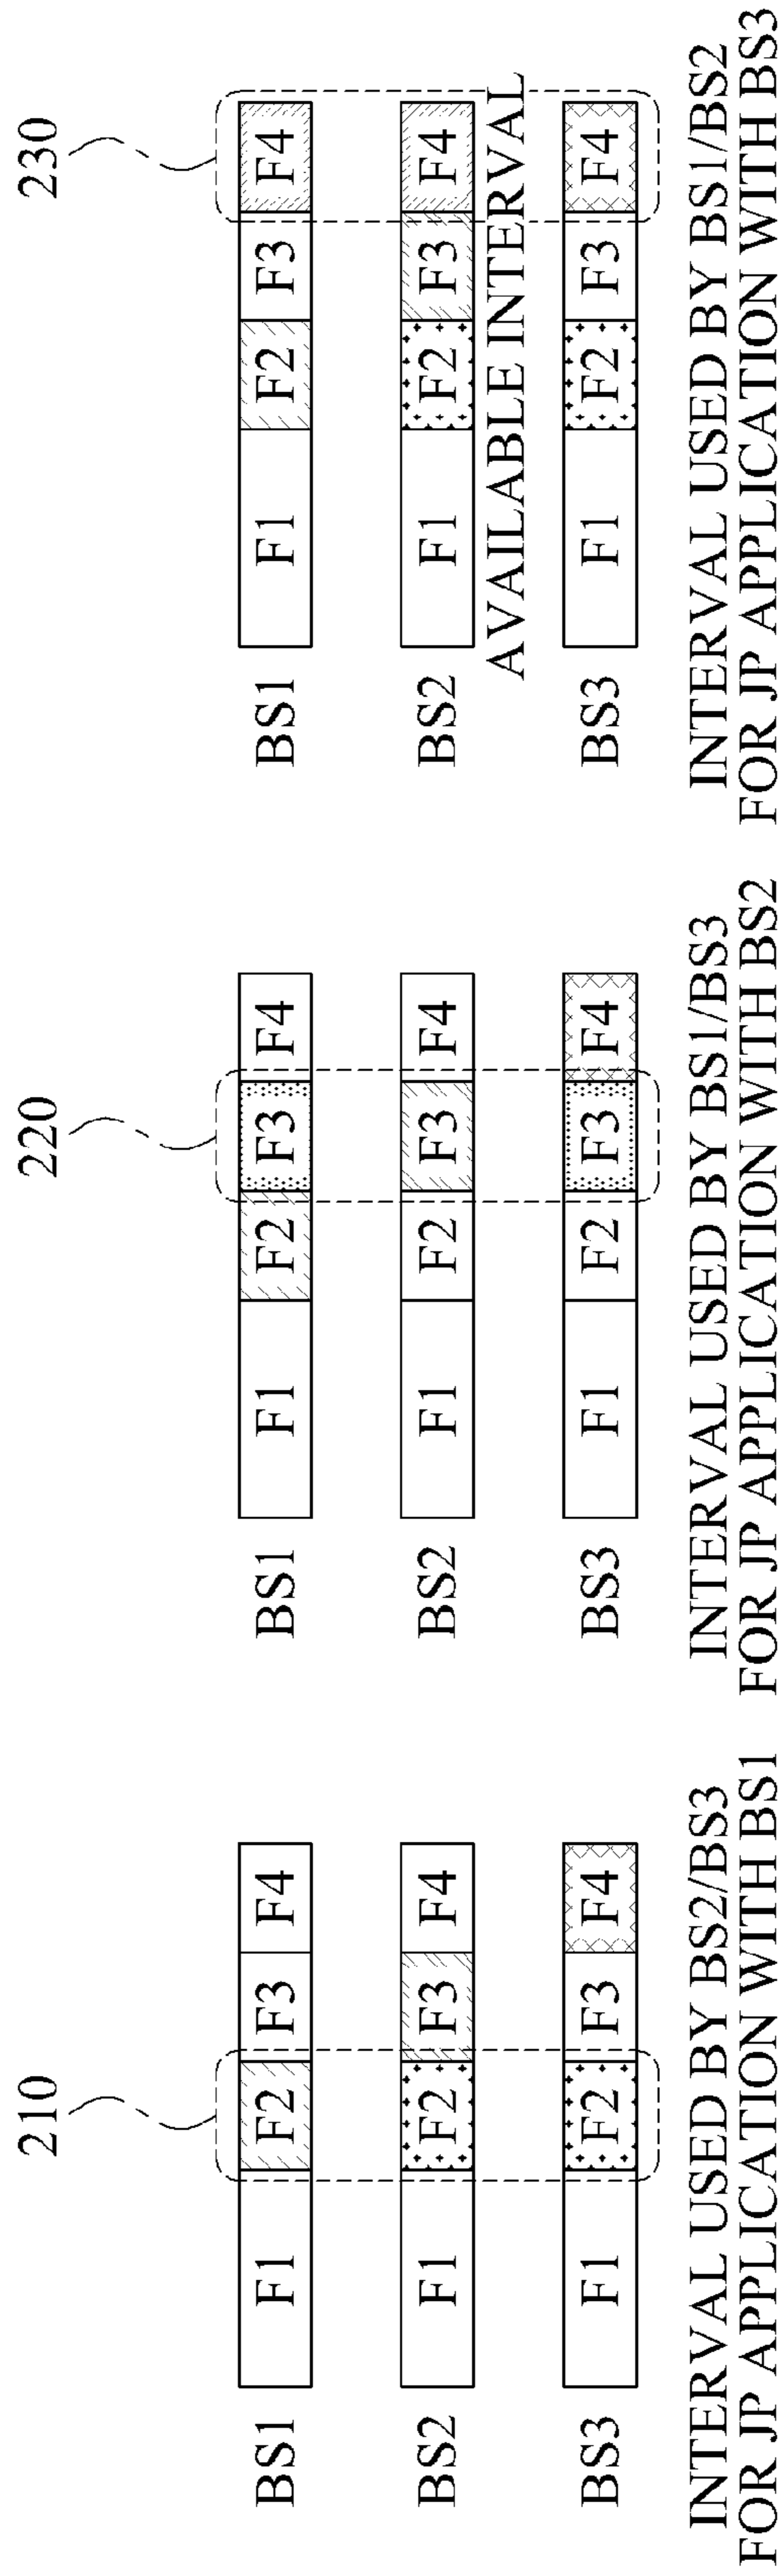 210
BS1 F1 F2 F3 F4
BS2 F1 F2 F3 F4
BS3 F1 F2 F3 F4
INTERVAL USED BY BS2/BS3
FOR JP APPLICATION WITH BS1
220
BS1 F1 F2 F3 F4
BS2 F1 F2 F3 F4
BS3 F1 F2 F3 F4
INTERVAL USED BY BS1/BS3
FOR JP APPLICATION WITH BS2
230
BS1 F1 F2 F3 F4
BS2 F1 F2 F3 F4
AVAILABLE INTERVAL
BS3 F1 F2 F3 F4
INTERVAL USED BY BS1/BS2
FOR JP APPLICATION WITH BS3